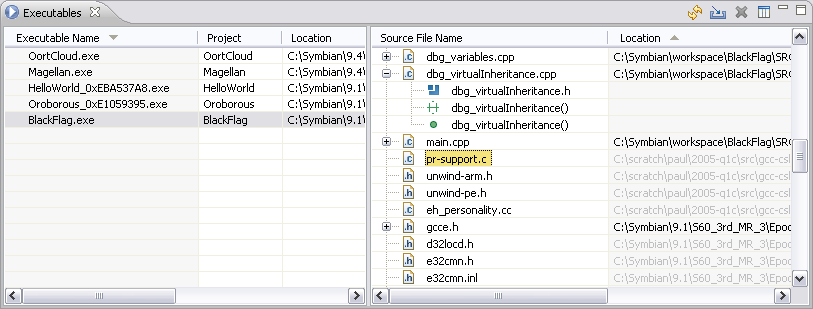 Executables
Executable Name Project Location
OortCloud.exe OortCloud C:\Symbian\9.4\
Magellan.exe Magellan C:\Symbian\9.4\
HelloWorld_0xEBA537A8.exe HelloWorld C:\Symbian\9.1\
Oroborous_0xE1059395.exe Oroborous C:\Symbian\9.1\
BlackFlag.exe BlackFlag C:\Symbian\9.1\
Source File Name Location
dbg_variables.cpp C:\Symbian\workspace\BlackFlag\SRC
dbg_virtualInheritance.cpp C:\Symbian\workspace\BlackFlag\SRC
dbg_virtualInheritance.h
dbg_virtualInheritance()
dbg_virtualInheritance()
main.cpp C:\Symbian\workspace\BlackFlag\SRC
pr-support.c C:\scratch\paul\2005-q1c\src\gcc-csl
unwind-arm.h C:\scratch\paul\2005-q1c\src\gcc-csl
unwind-pe.h C:\scratch\paul\2005-q1c\src\gcc-csl
eh_personality.cc C:\scratch\paul\2005-q1c\src\gcc-csl
gcce.h C:\Symbian\9.1\S60_3rd_MR_3\Epoc
d32locd.h C:\Symbian\9.1\S60_3rd_MR_3\Epoc
e32cmn.h C:\Symbian\9.1\S60_3rd_MR_3\Epoc
e32cmn.inl C:\Symbian\9.1\S60_3rd_MR_3\Epoc